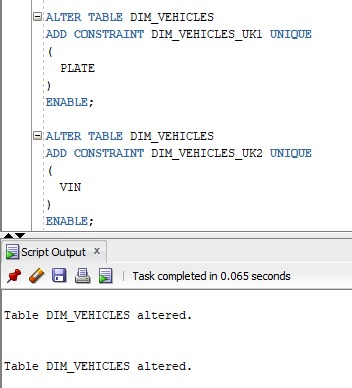 ALTER TABLE DIM_VEHICLES
ADD CONSTRAINT DIM_VEHICLES_UK1 UNIQUE
(
  PLATE
)
ENABLE;
ALTER TABLE DIM_VEHICLES
ADD CONSTRAINT DIM_VEHICLES_UK2 UNIQUE
(
  VIN
)
ENABLE;
Script Output x
Task completed in 0.065 seconds
Table DIM_VEHICLES altered.
Table DIM_VEHICLES altered.